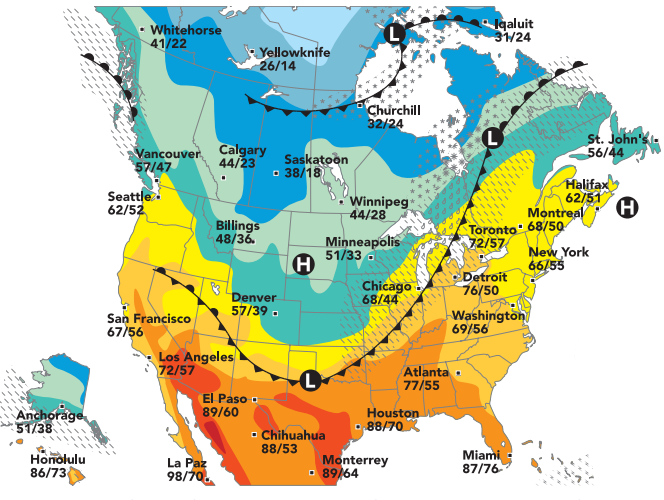 Whitehorse
41/22
L
Iqaluit
31/24
Yellowknife
26/14
Churchill
32/24
L
St. John's
56/44
Vancouver
57/47
Calgary
44/23
Saskatoon
38/18
Seattle
62/52
Winnipeg
44/28
Halifax
62/51
H
Montreal
68/50
Billings
48/36
Minneapolis
51/33
Toronto
72/57
H
New York
66/55
Detroit
76/50
Chicago
68/44
Denver
57/39
Washington
69/56
San Francisco
67/56
Los Angeles
72/57
L
Atlanta
77/55
El Paso
89/60
Houston
88/70
Anchorage
51/38
Chihuahua
88/53
Honolulu
86/73
La Paz
98/70
Monterrey
89/64
Miami
87/76